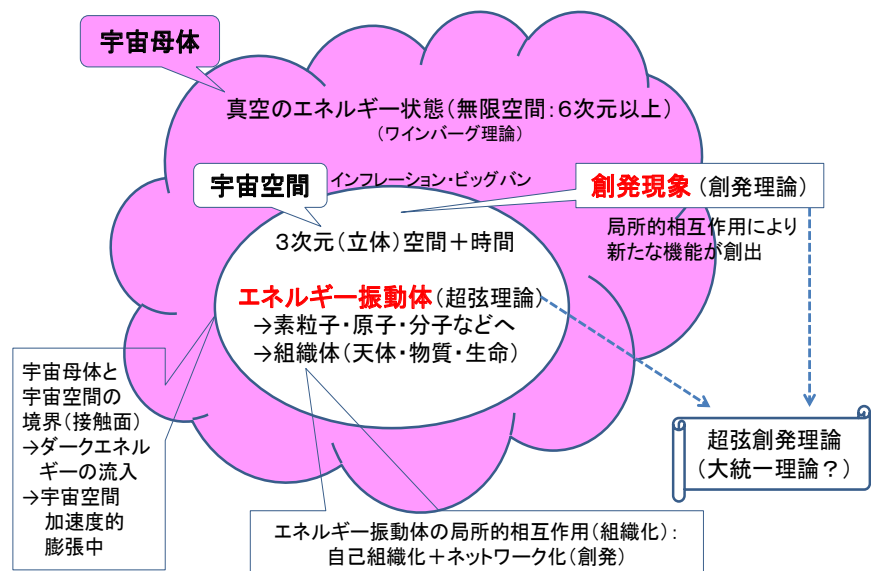 宇宙母体
真空のエネルギー状態(無限空間:6次元以上)
(ワインバーグ理論)
インフレーション・ビッグバン
宇宙空間
創発現象(創発理論)
局所的相互作用により
新たな機能が創出
3次元(立体)空間+時間
エネルギー振動体(超弦理論)
→素粒子・原子・分子などへ
→組織体(天体・物質・生命)
宇宙母体と
宇宙空間の
境界(接触面)
→ダークエネル
ギーの流入
→宇宙空間
加速度的
膨張中
超弦創発理論
(大統一理論?)
エネルギー振動体の局所的相互作用(組織化):
自己組織化+ネットワーク化(創発)